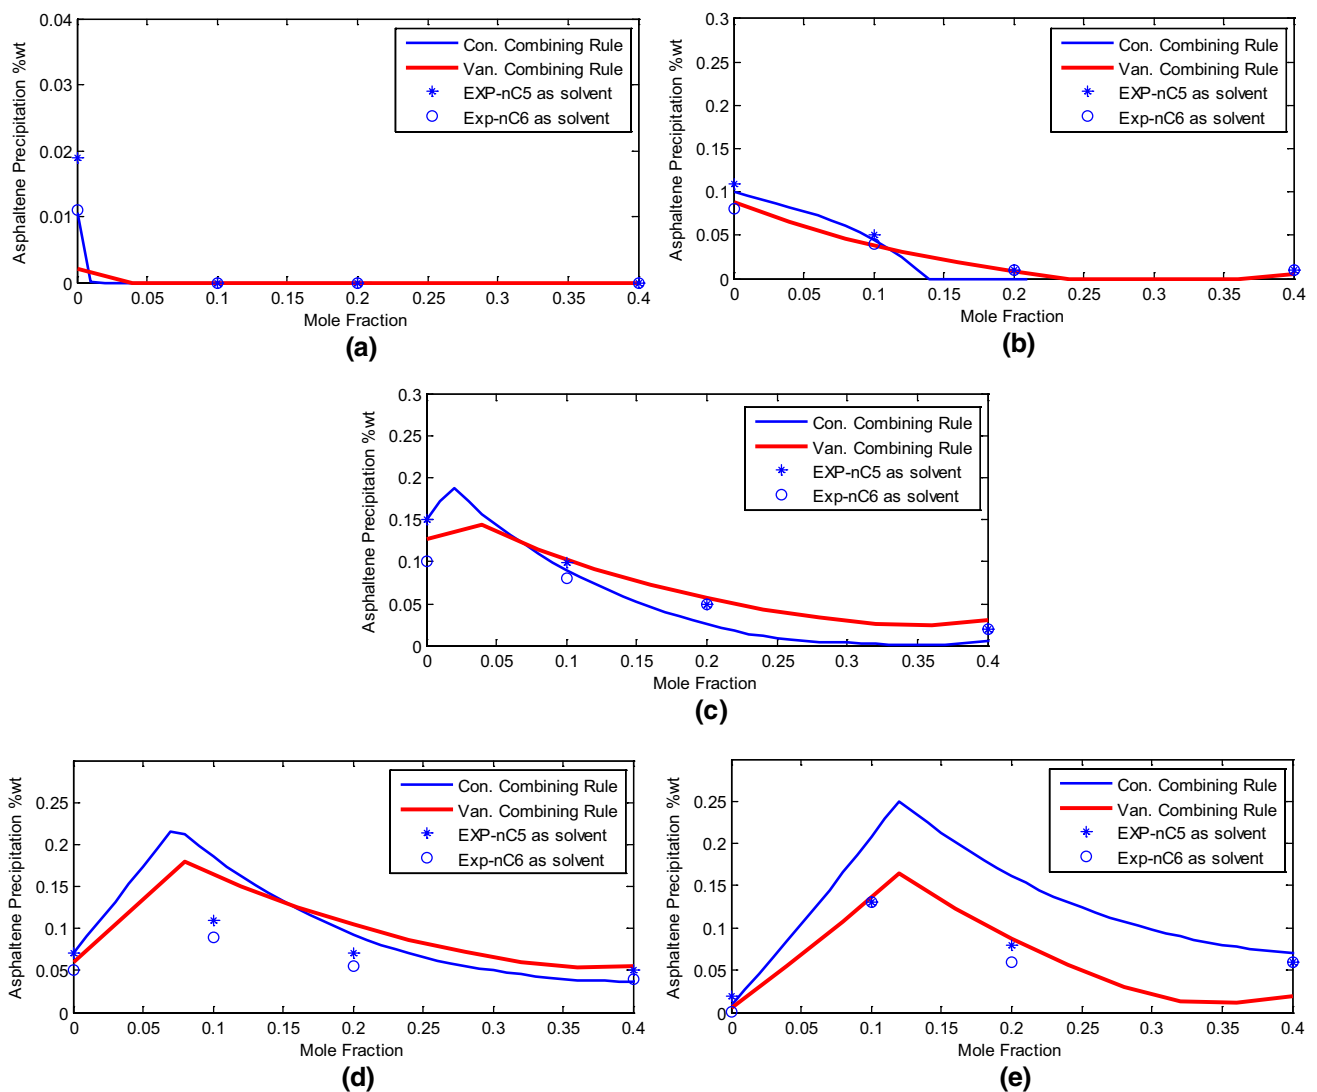 Asphaltene Precipitation %wt
0.04
0.03
0.02
0.01
0
Con. Combining Rule
Van. Combining Rule
EXP-nC5 as solvent
Exp-nC6 as solvent
0 0.05 0.1 0.15 0.2 0.25 0.3 0.35 0.4
Mole Fraction
(a)
Asphaltene Precipitation %wt
0.3
0.25
0.2
0.15
0.1
0.05
0
Con. Combining Rule
Van. Combining Rule
EXP-nC5 as solvent
Exp-nC6 as solvent
0 0.05 0.1 0.15 0.2 0.25 0.3 0.35 0.4
Mole Fraction
(b)
Asphaltene Precipitation %wt
0.3
0.25
0.2
0.15
0.1
0.05
0
Con. Combining Rule
Van. Combining Rule
EXP-nC5 as solvent
Exp-nC6 as solvent
0 0.05 0.1 0.15 0.2 0.25 0.3 0.35 0.4
Mole Fraction
(c)
Asphaltene Precipitation %wt
0.25
0.2
0.15
0.1
0.05
0
Con. Combining Rule
Van. Combining Rule
EXP-nC5 as solvent
Exp-nC6 as solvent
0 0.05 0.1 0.15 0.2 0.25 0.3 0.35 0.4
Mole Fraction
(d)
Asphaltene Precipitation %wt
0.25
0.2
0.15
0.1
0.05
0
Con. Combining Rule
Van. Combining Rule
EXP-nC5 as solvent
Exp-nC6 as solvent
0 0.05 0.1 0.15 0.2 0.25 0.3 0.35 0.4
Mole Fraction
(e)